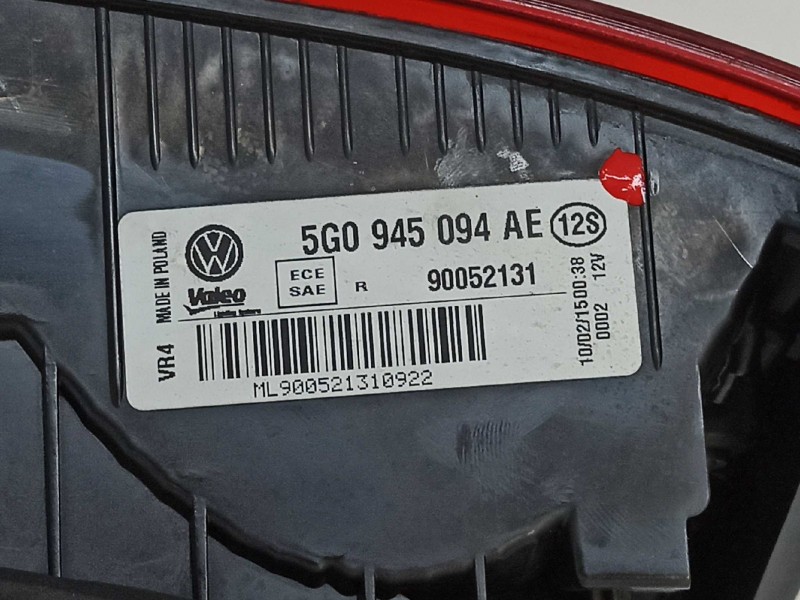 5G0 945 094 AE 12S
MADE IN POLAND
VW
ECE
SAE
R
90052131
Valeo
VR4
ML900521310922
10/02/15 00:38
0002 12V